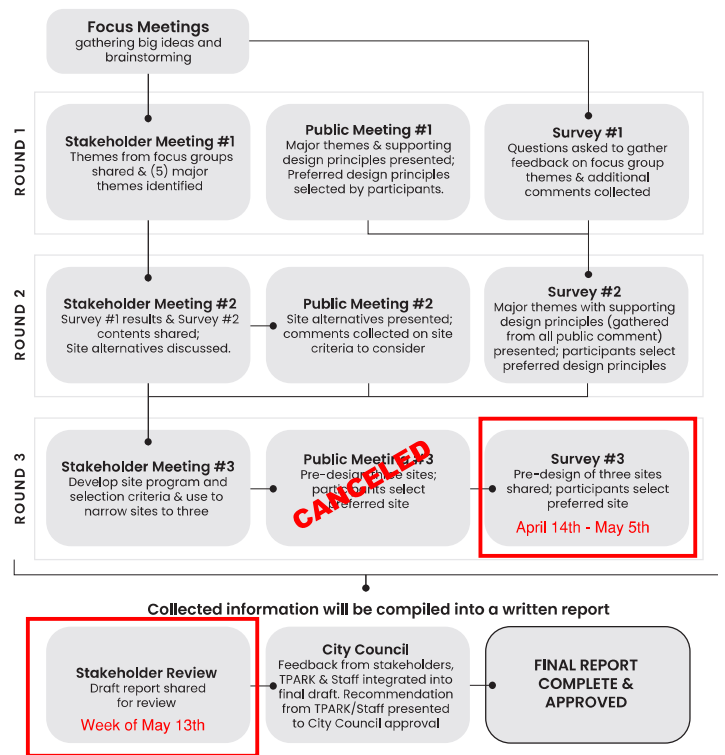 Focus Meetings
gathering big ideas and
brainstorming
ROUND 1
Stakeholder Meeting #1
Themes from focus groups
shared & (5) major
themes identified
Public Meeting #1
Major themes & supporting
design principles presented;
Preferred design principles
selected by participants.
Survey #1
Questions asked to gather
feedback on focus group
themes & additional
comments collected
ROUND 2
Stakeholder Meeting #2
Survey #1 results & Survey #2
contents shared;
Site alternatives discussed.
Public Meeting #2
Site alternatives presented;
comments collected on site
criteria to consider
Survey #2
Major themes with supporting
design principles (gathered
from all public comment)
presented; participants select
preferred design principles
ROUND 3
Stakeholder Meeting #3
Develop site program and
selection criteria & use to
narrow sites to three
Public Meeting #3
Pre-design three sites;
participants select
preferred site
CANCELED
Survey #3
Pre-design of three sites
shared; participants select
preferred site
April 14th - May 5th
Collected information will be compiled into a written report
Stakeholder Review
Draft report shared
for review
Week of May 13th
City Council
Feedback from stakeholders,
TPARK & Staff integrated into
final draft. Recommendation
from TPARK/Staff presented
to City Council approval
FINAL REPORT
COMPLETE &
APPROVED